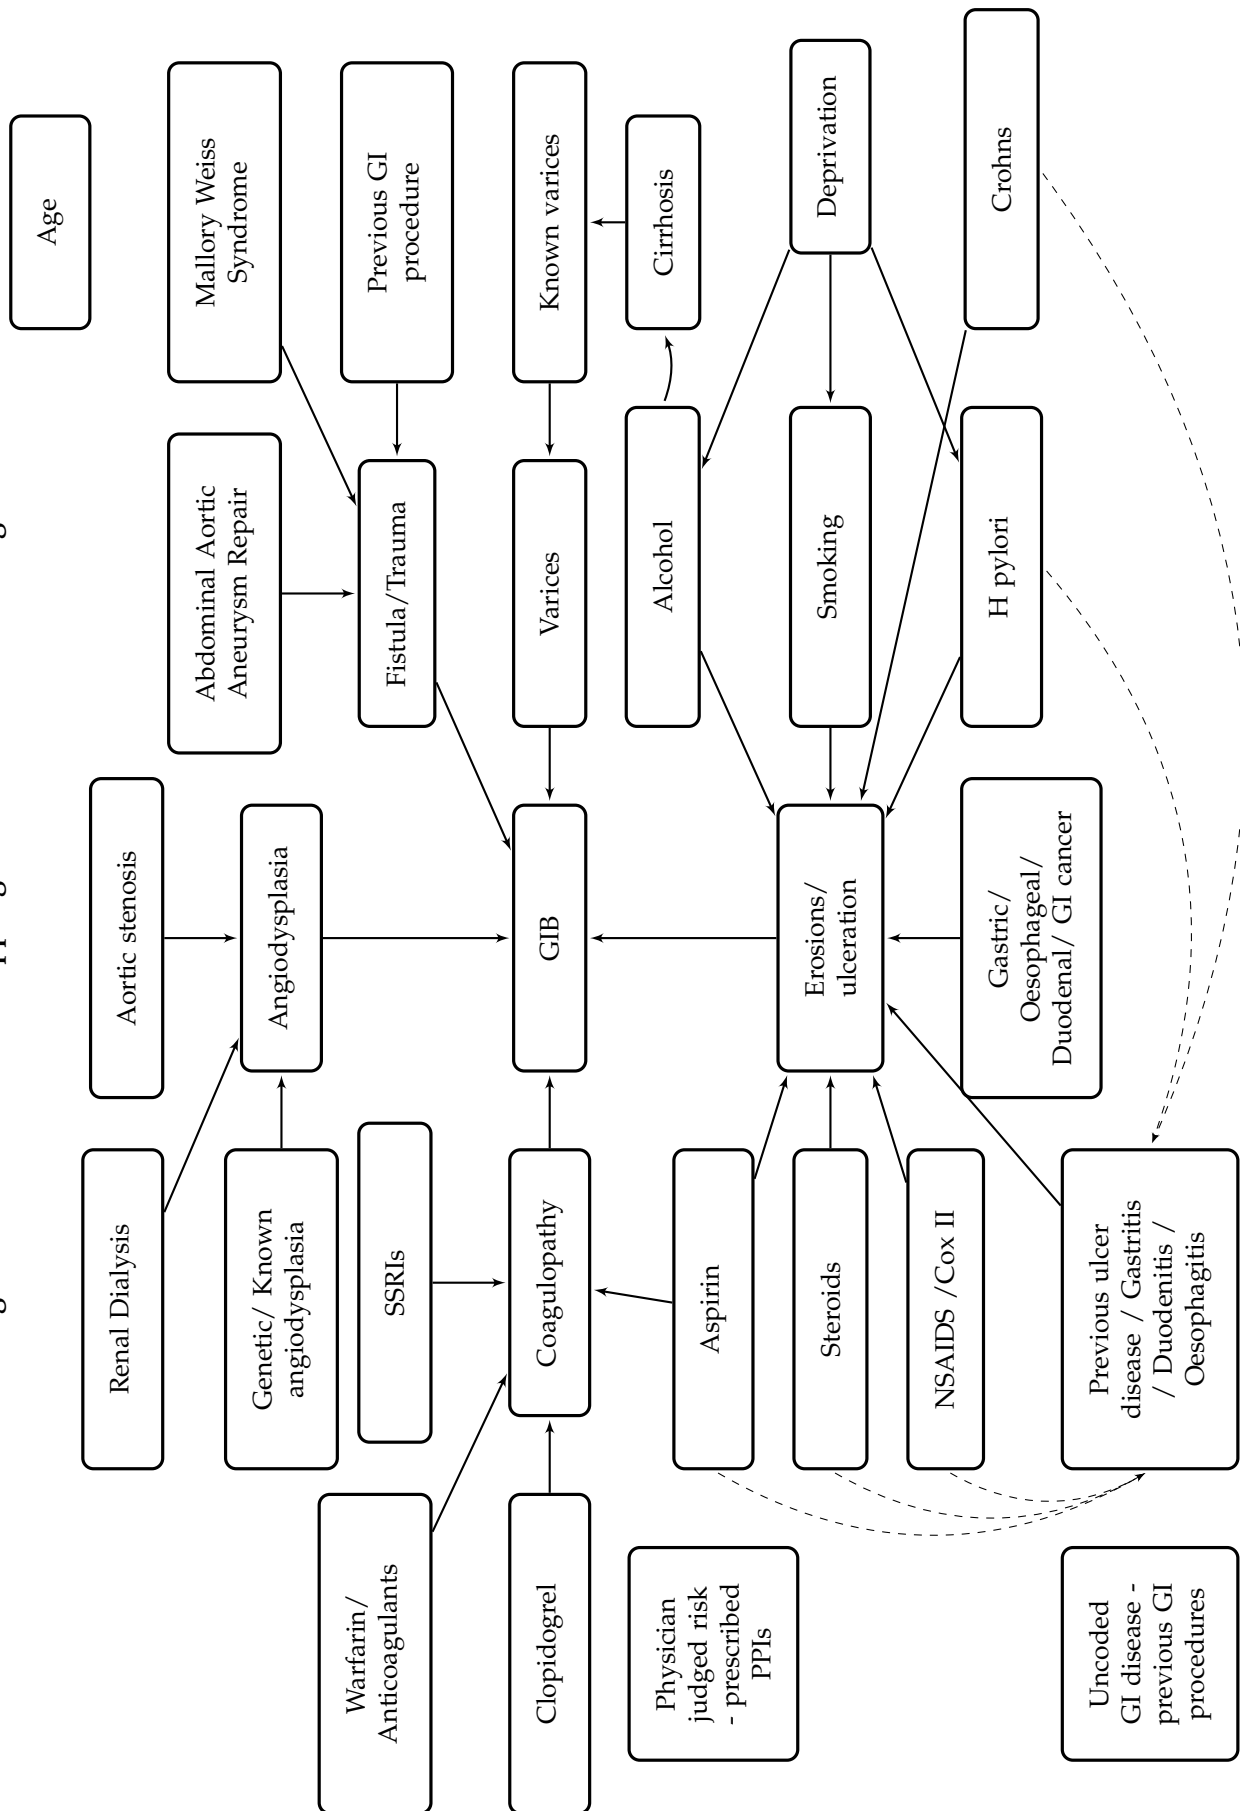 Age
Renal Dialysis
Aortic stenosis
Abdominal Aortic
Aneurysm Repair
Mallory Weiss
Syndrome
Genetic/ Known
angiodysplasia
Angiodysplasia
Warfarin/
Anticoagulants
SSRIs
Fistula/Trauma
Previous GI
procedure
Clopidogrel
Coagulopathy
GIB
Varices
Known varices
Physician
judged risk
- prescribed
PPIs
Aspirin
Alcohol
Cirrhosis
Steroids
Erosions/
ulceration
Smoking
Deprivation
NSAIDS /Cox II
Gastric/
Oesophageal/
Duodenal/ GI cancer
H pylori
Crohns
Uncoded
GI disease -
previous GI
procedures
Previous ulcer
disease / Gastritis
/ Duodenitis /
Oesophagitis